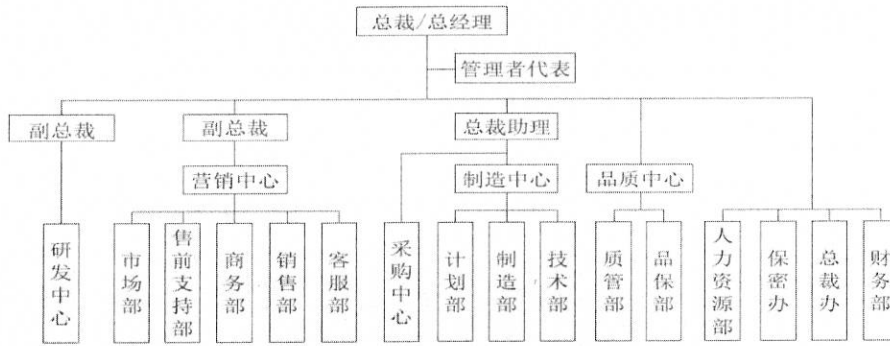 总裁/总经理
管理者代表
副总裁
副总裁
总裁助理
营销中心
制造中心
品质中心
研发中心
市场部
售前支持部
商务部
销售部
客服部
采购中心
计划部
制造部
技术部
质管部
品保部
人力资源部
保密办
总裁办
财务部